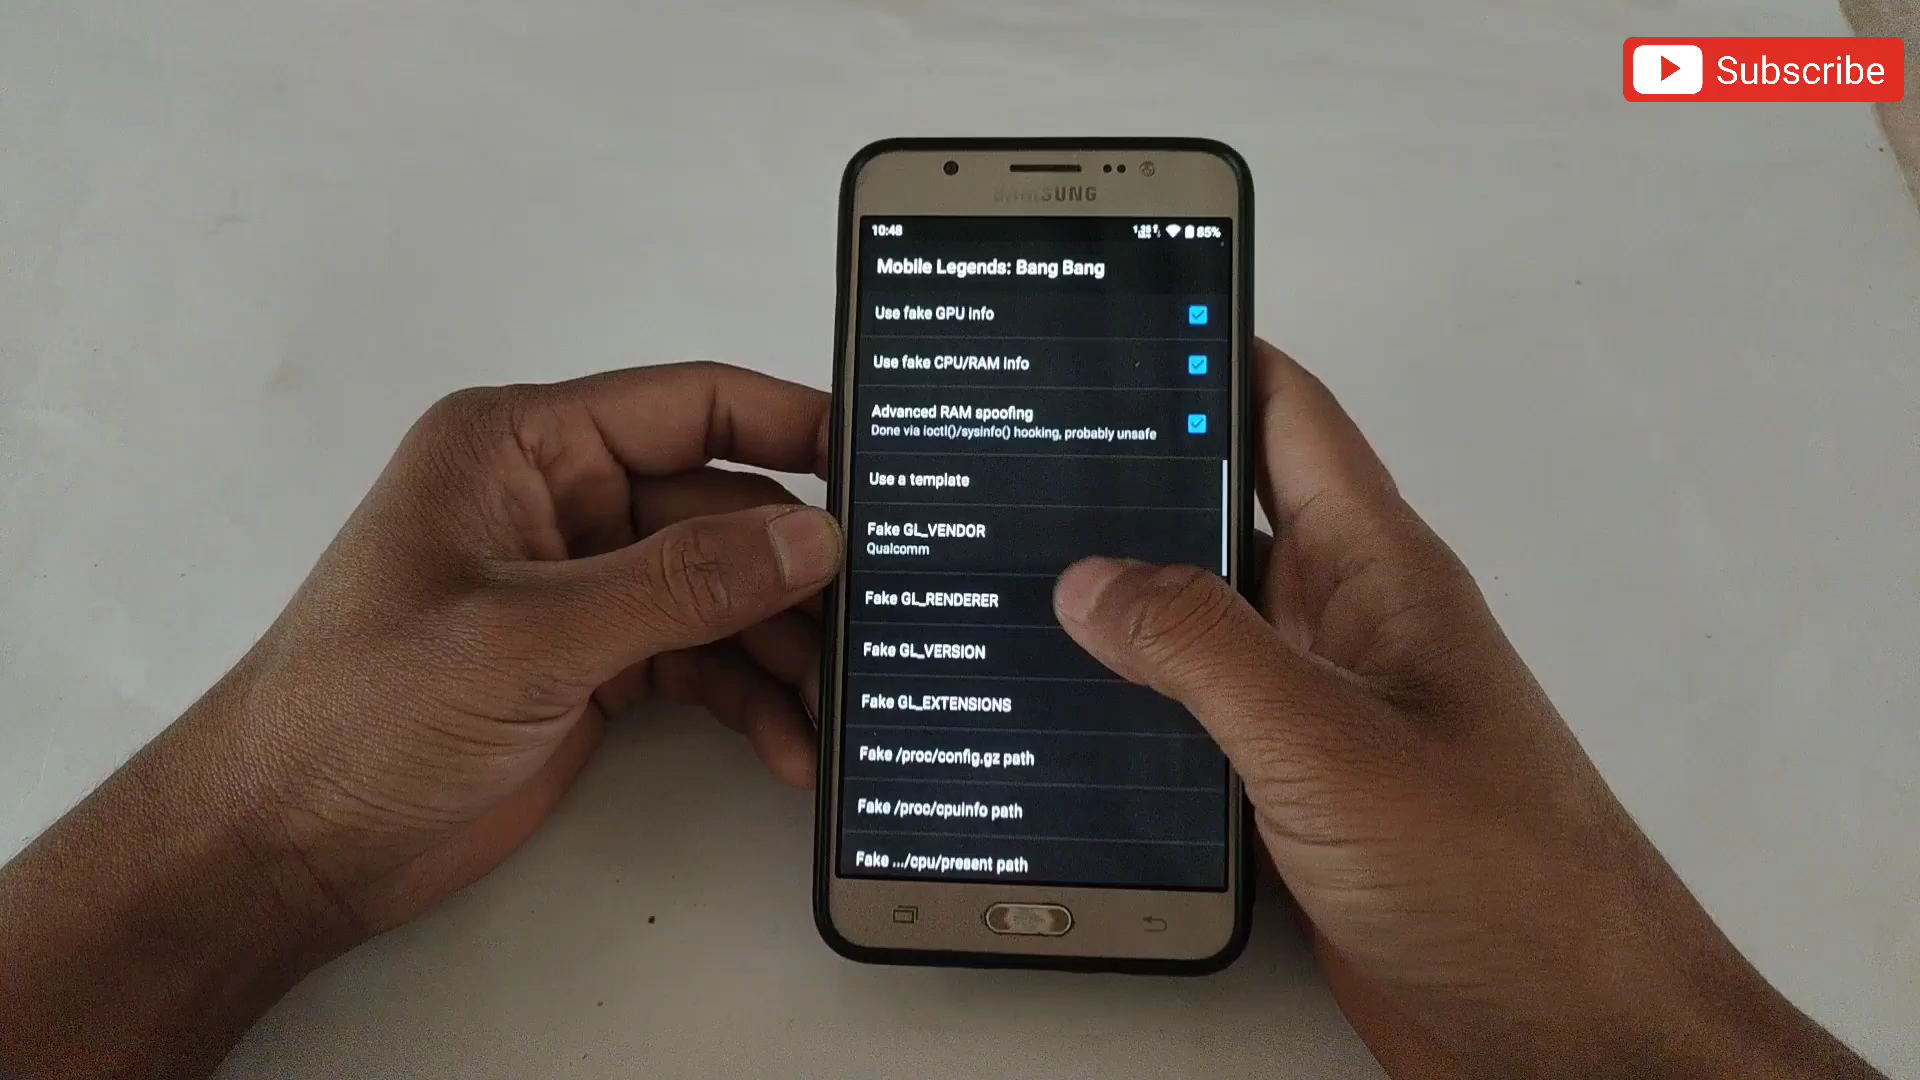 Subscribe
SAMSUNG
10:48
85%
Mobile Legends: Bang Bang
Use fake GPU info
Use fake CPU/RAM info
Advanced RAM spoofing
Done via ioctl()/sysinfo() hooking, probably unsafe
Use a template
Fake GL_VENDOR
Qualcomm
Fake GL_RENDERER
Fake GL_VERSION
Fake GL_EXTENSIONS
Fake /proc/config.gz path
Fake /proc/cpuinfo path
Fake .../cpu/present path